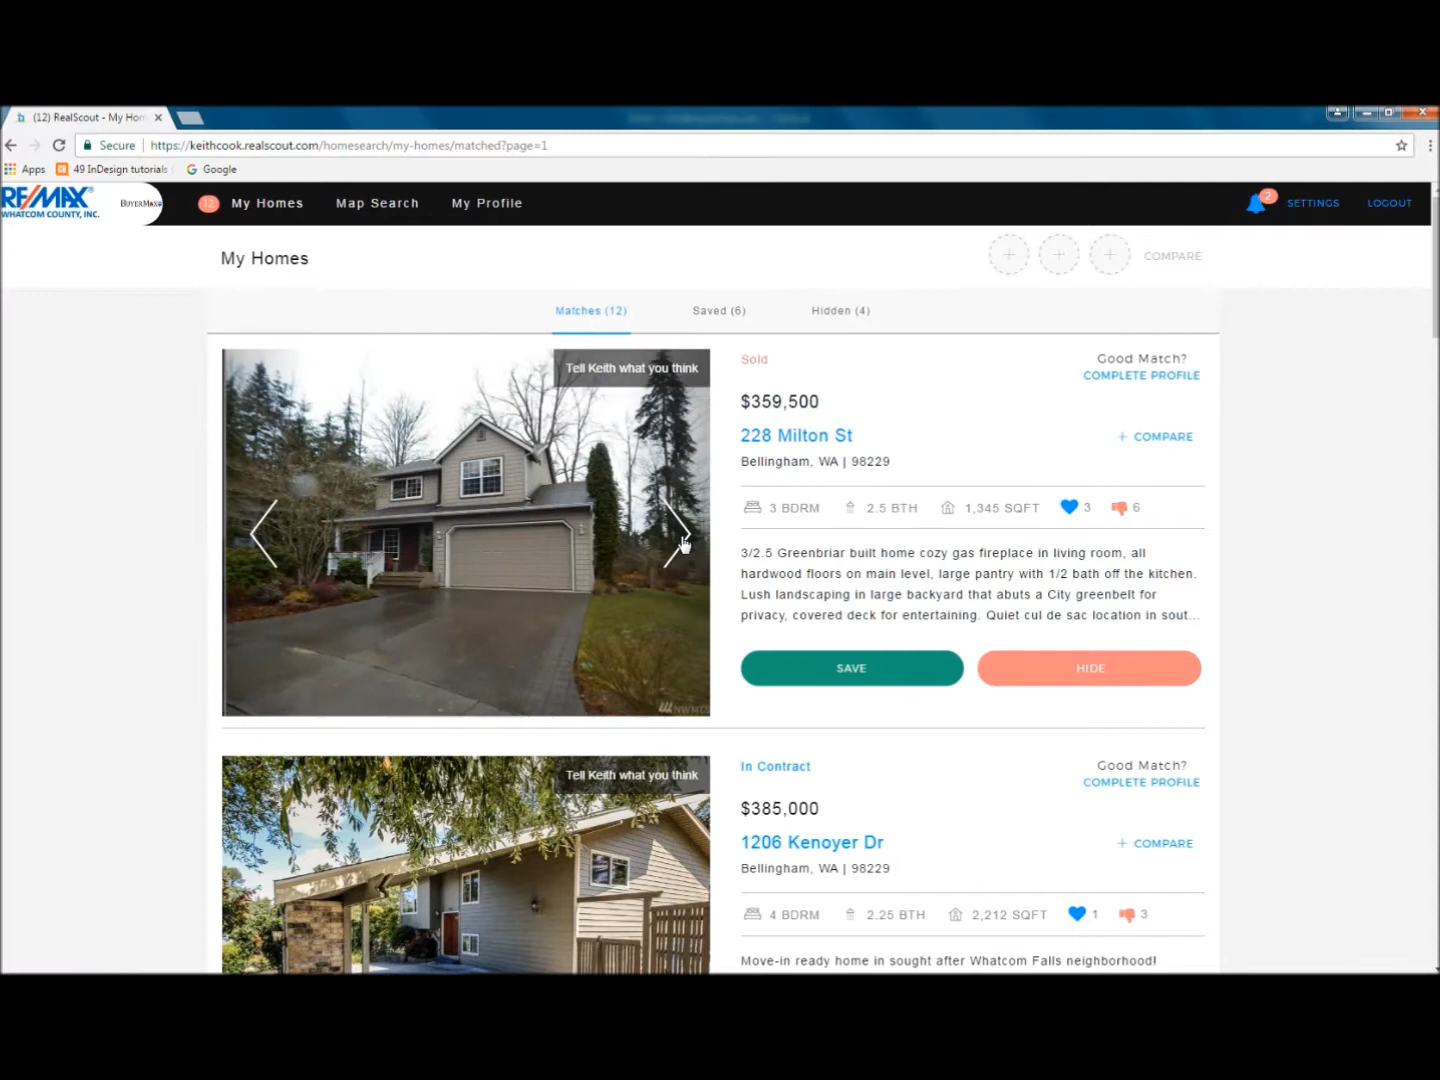 (12) RealScout - My Hom
Secure
https://keithcook.realscout.com/homesearch/my-homes/matched?page=1
Apps
49 InDesign tutorials
Google
RE/MAX
WHATCOM COUNTY, INC.
BUYERMAX
12
My Homes
Map Search
My Profile
2
SETTINGS
LOGOUT
My Homes
COMPARE
Matches (12)
Saved (6)
Hidden (4)
Tell Keith what you think
Sold
Good Match?
COMPLETE PROFILE
$359,500
228 Milton St
+ COMPARE
Bellingham, WA | 98229
3 BDRM
2.5 BTH
1,345 SQFT
3
6
3/2.5 Greenbriar built home cozy gas fireplace in living room, all
hardwood floors on main level, large pantry with 1/2 bath off the kitchen.
Lush landscaping in large backyard that abuts a City greenbelt for
privacy, covered deck for entertaining. Quiet cul de sac location in sout...
SAVE
HIDE
NWMLS
Tell Keith what you think
In Contract
Good Match?
COMPLETE PROFILE
$385,000
1206 Kenoyer Dr
+ COMPARE
Bellingham, WA | 98229
4 BDRM
2.25 BTH
2,212 SQFT
1
3
Move-in ready home in sought after Whatcom Falls neighborhood!